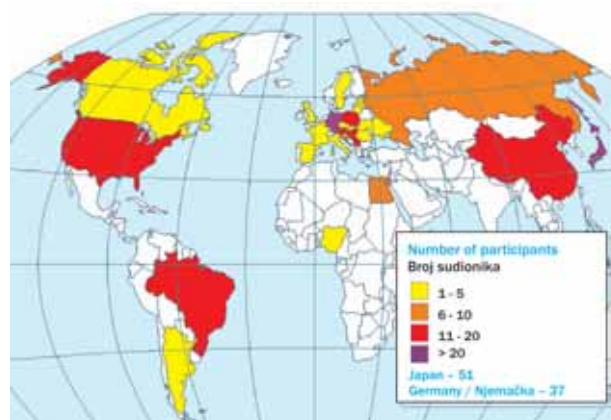 Number of participants
Broj sudionika
1 - 5
6 - 10
11 - 20
> 20
Japan – 51
Germany / Njemačka – 37